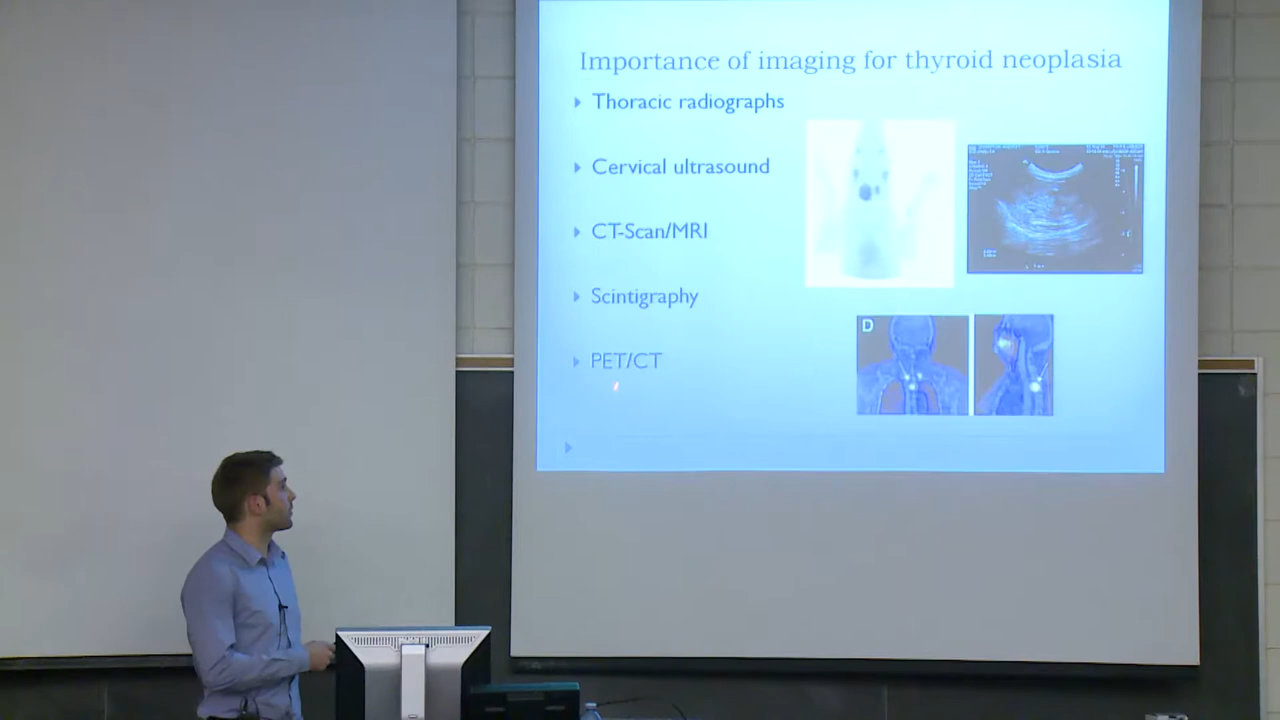 Importance of imaging for thyroid neoplasia
Thoracic radiographs
Cervical ultrasound
CT-Scan/MRI
Scintigraphy
PET/CT
D